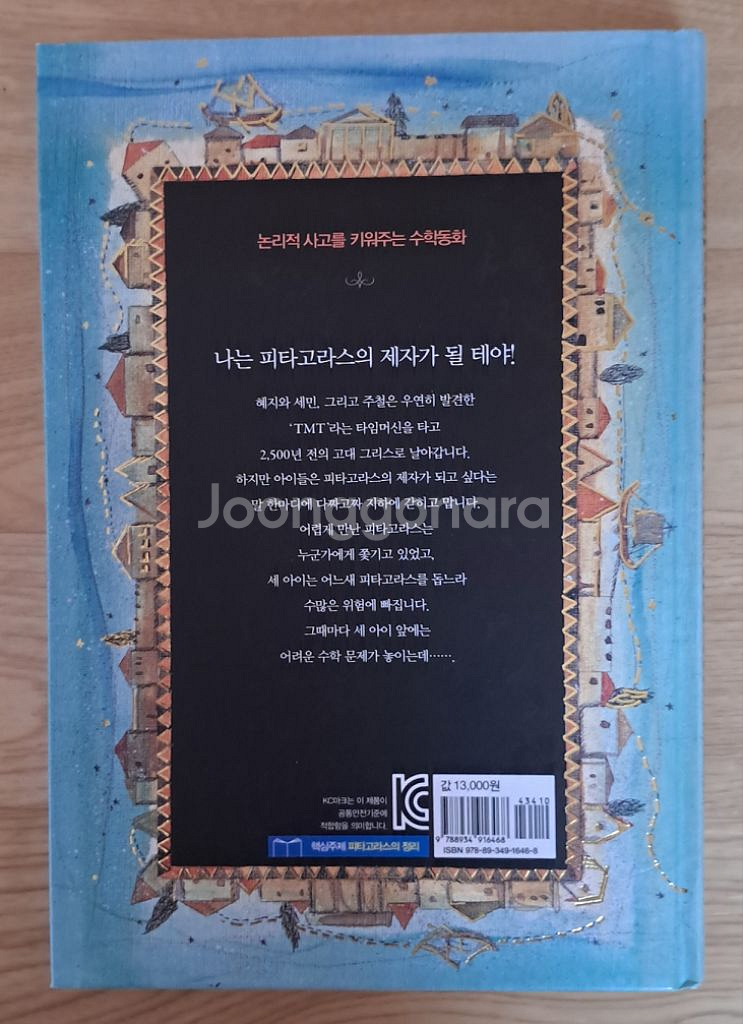 논리적 사고를 키워주는 수학동화
나는 피타고라스의 제자가 될 테야!
혜지와 세민, 그리고 주철은 우연히 발견한
‘TMT’라는 타임머신을 타고
2,500년 전의 고대 그리스로 날아갑니다.
하지만 아이들은 피타고라스의 제자가 되고 싶다는
말 한마디에 다짜고짜 지하에 갇히고 맙니다.
Joonggonara
어렵게 만난 피타고라스는
누군가에게 쫓기고 있었고,
세 아이는 어느새 피타고라스를 돕느라
수많은 위험에 빠집니다.
그때마다 세 아이 앞에는
어려운 수학 문제가 놓이는데…….
KC마크는 이 제품이
공통안전기준에
적합함을 의미합니다.
KC
값 13,000원
43410
9 788934 916468
ISBN 978-89-349-1646-8
핵심주제 피타고라스의 정리